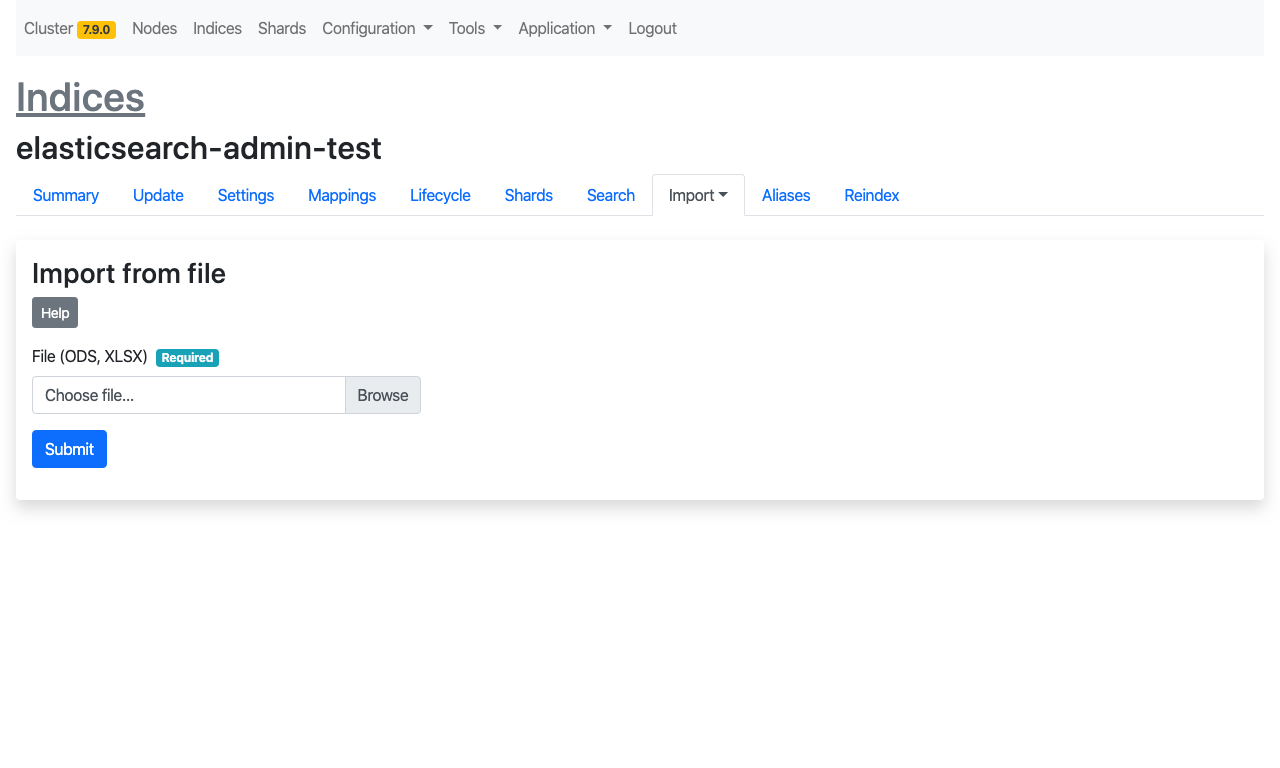 Cluster 7.9.0 Nodes Indices Shards Configuration Tools Application Logout
Indices
elasticsearch-admin-test
Summary Update Settings Mappings Lifecycle Shards Search Import Aliases Reindex
Import from file
Help
File (ODS, XLSX) Required
Choose file... Browse
Submit